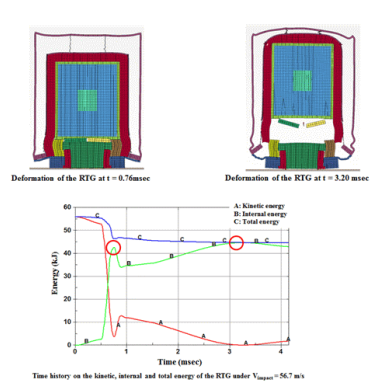 Deformation of the RTG at t = 0.76msec
Deformation of the RTG at t = 3.20 msec
A: Kinetic energy
B: Internal energy
C: Total energy
Energy (kJ)
60
50
40
30
20
10
0
C
C
C
C
C
C
B
B
B
B
B
A
A
A
A
A
0
1
2
3
4
Time (msec)
Time history on the kinetic, internal and total energy of the RTG under Vimpact = 56.7 m/s